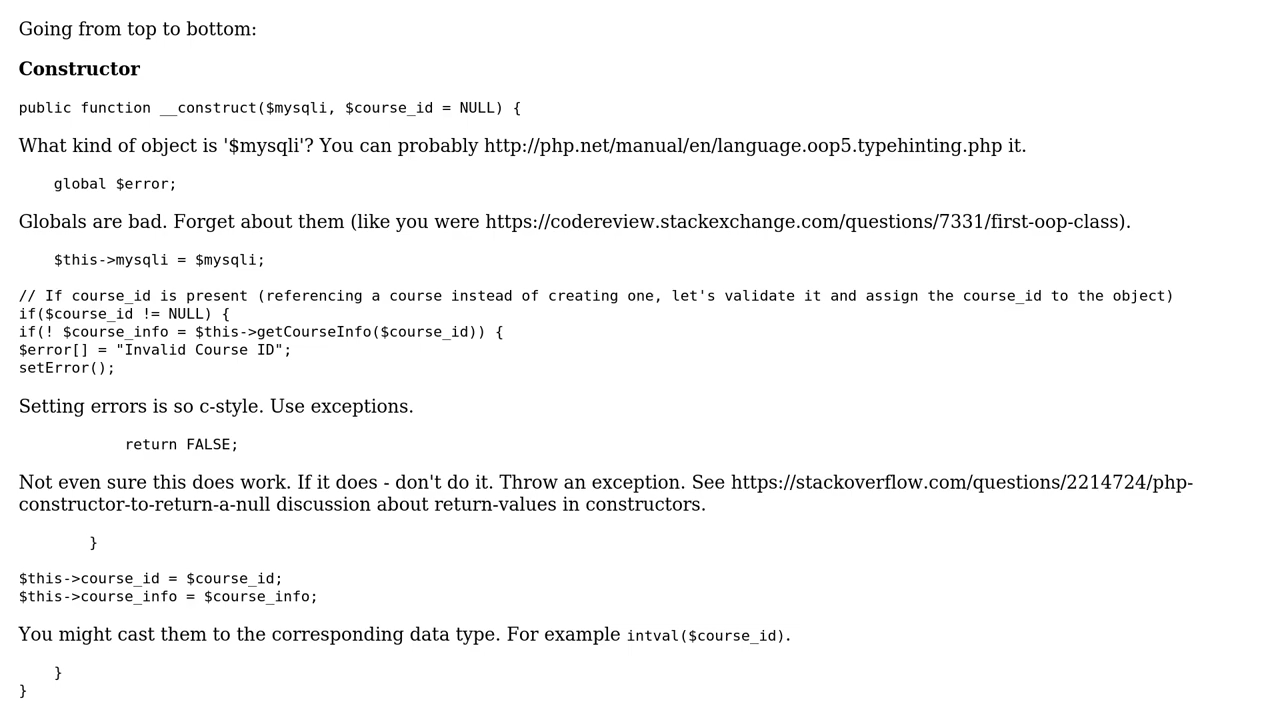 Going from top to bottom:
Constructor
public function __construct($mysqli, $course_id = NULL) {
What kind of object is '$mysqli'? You can probably http://php.net/manual/en/language.oop5.typehinting.php it.
    global $error;
Globals are bad. Forget about them (like you were https://codereview.stackexchange.com/questions/7331/first-oop-class).
    $this->mysqli = $mysqli;
// If course_id is present (referencing a course instead of creating one, let's validate it and assign the course_id to the object)
if($course_id != NULL) {
if(! $course_info = $this->getCourseInfo($course_id)) {
$error[] = "Invalid Course ID";
setError();
Setting errors is so c-style. Use exceptions.
            return FALSE;
Not even sure this does work. If it does - don't do it. Throw an exception. See https://stackoverflow.com/questions/2214724/php-
constructor-to-return-a-null discussion about return-values in constructors.
        }
$this->course_id = $course_id;
$this->course_info = $course_info;
You might cast them to the corresponding data type. For example intval($course_id).
    }
}